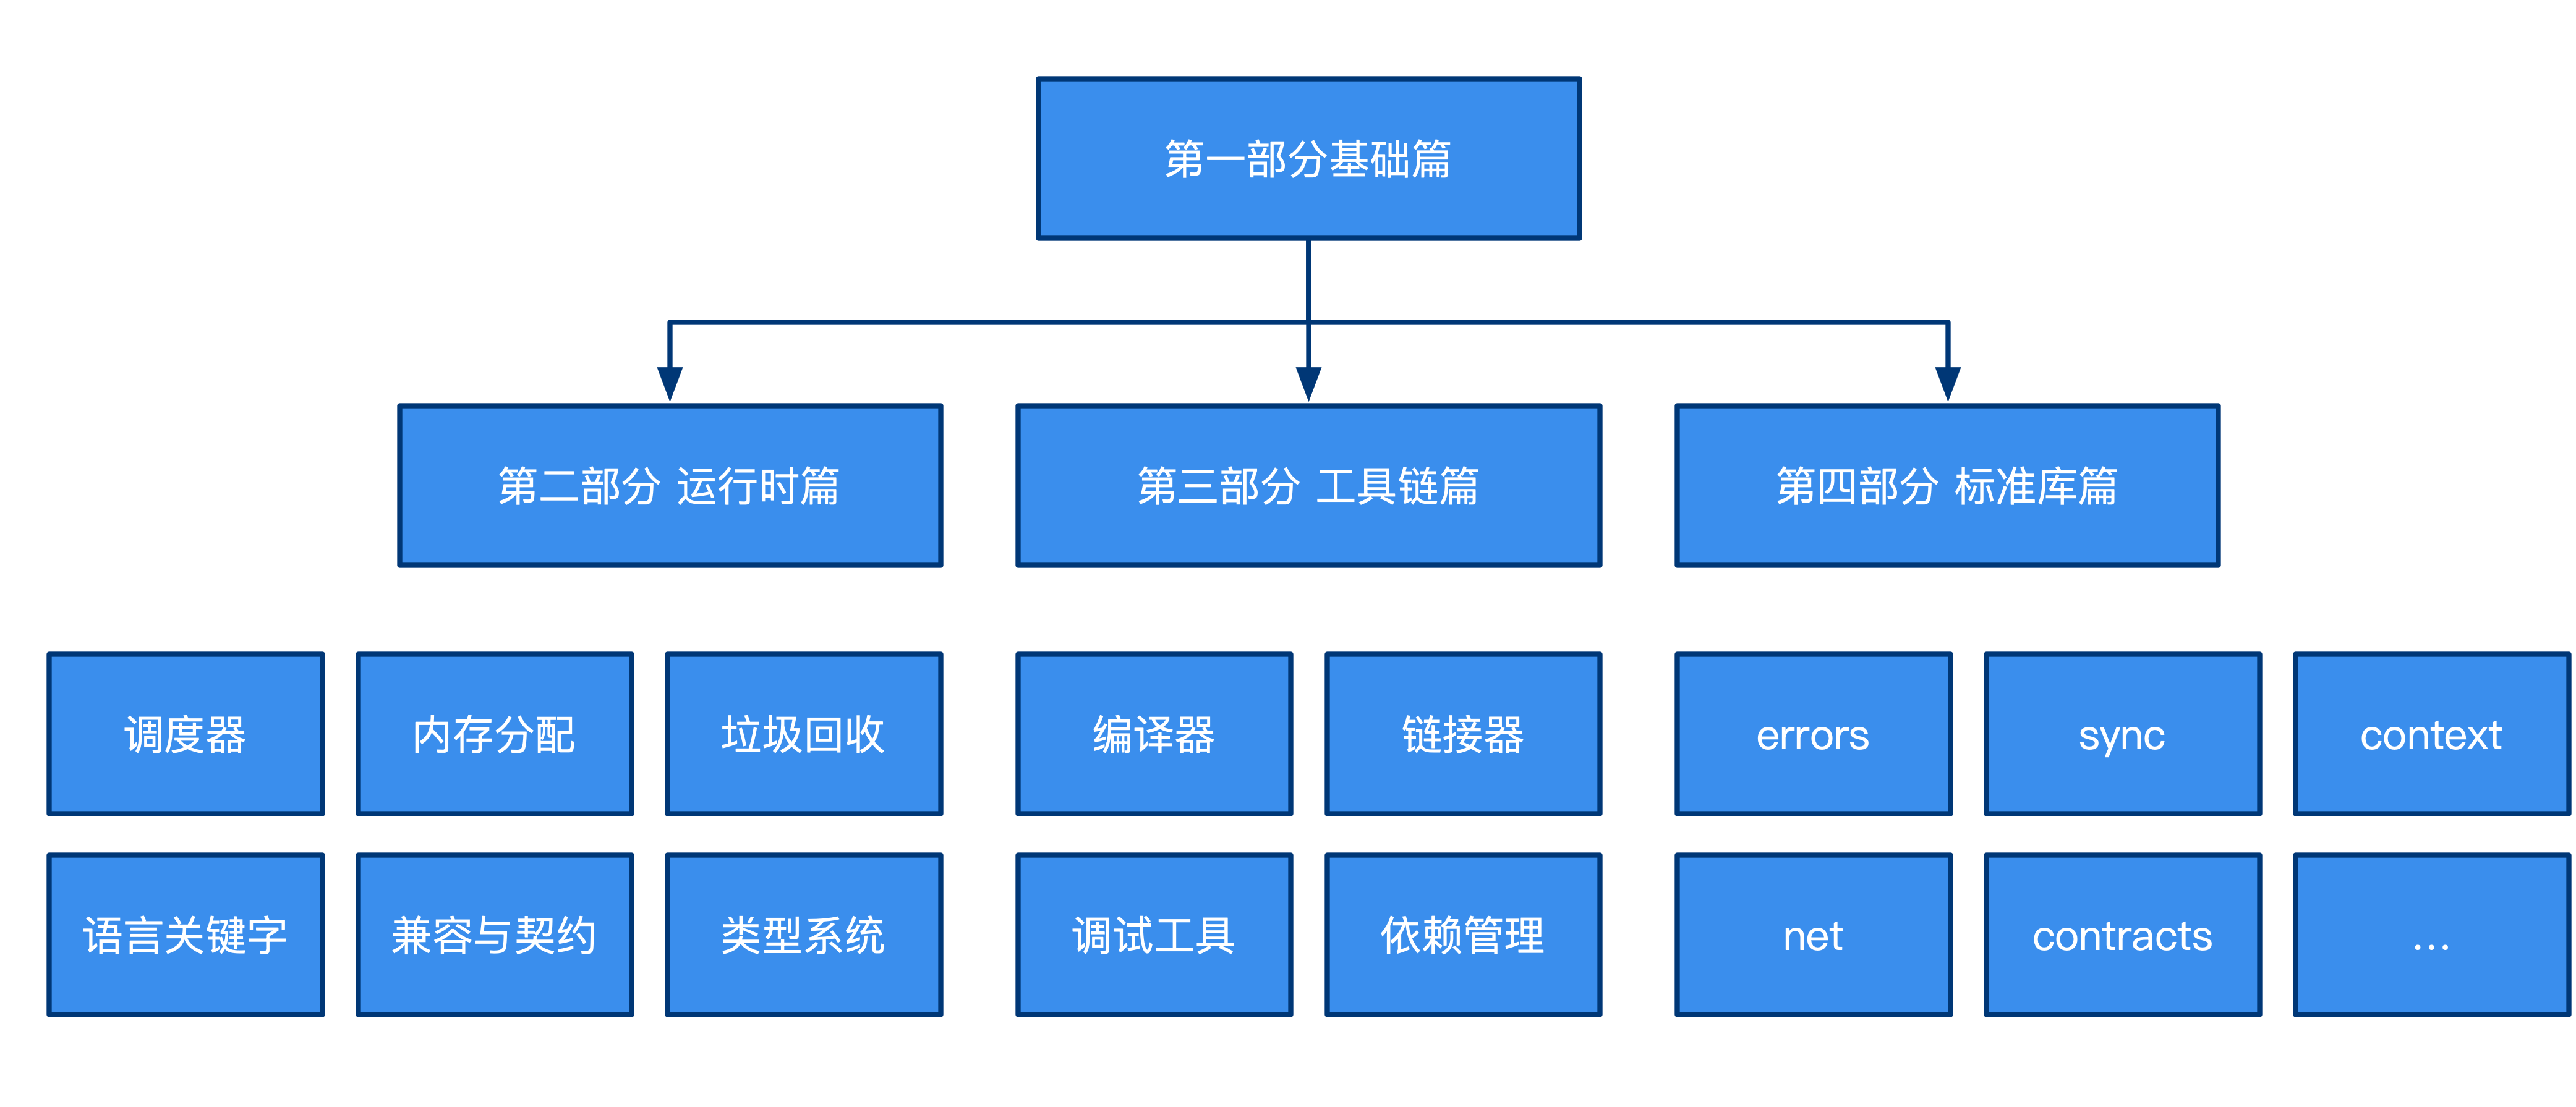 第一部分基础篇
第二部分 运行时篇
第三部分 工具链篇
第四部分 标准库篇
调度器
内存分配
垃圾回收
编译器
链接器
errors
sync
context
语言关键字
兼容与契约
类型系统
调试工具
依赖管理
net
contracts
...